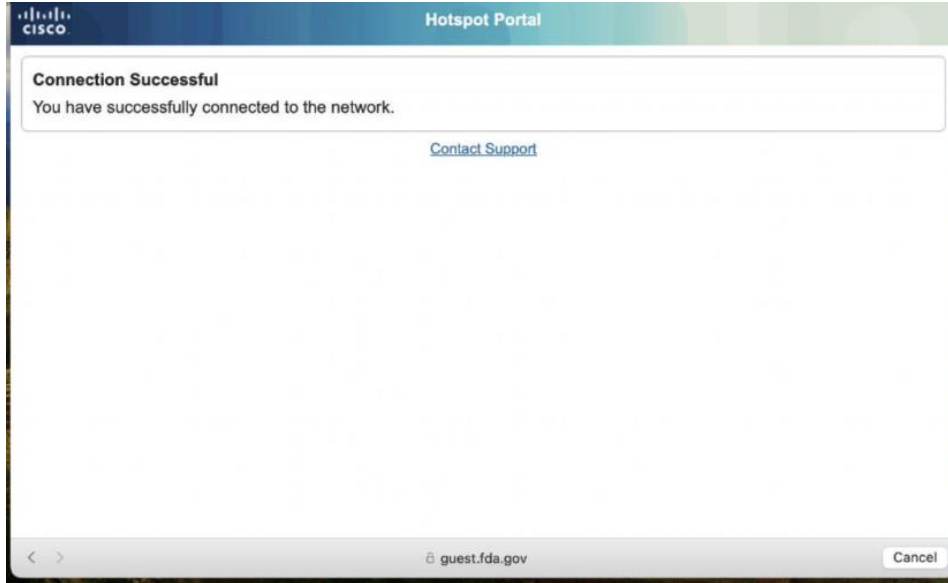 CISCO
Hotspot Portal
Connection Successful
You have successfully connected to the network.
Contact Support
guest.fda.gov
Cancel